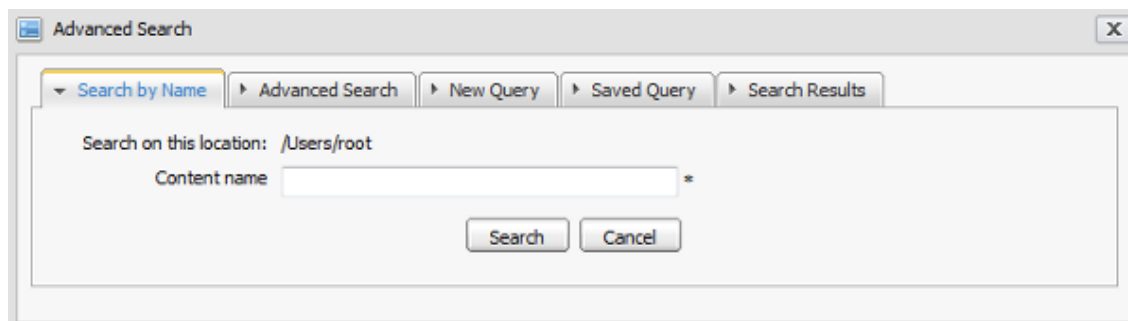 Advanced Search
Search by Name Advanced Search New Query Saved Query Search Results
Search on this location: /Users/root
Content name *
Search Cancel